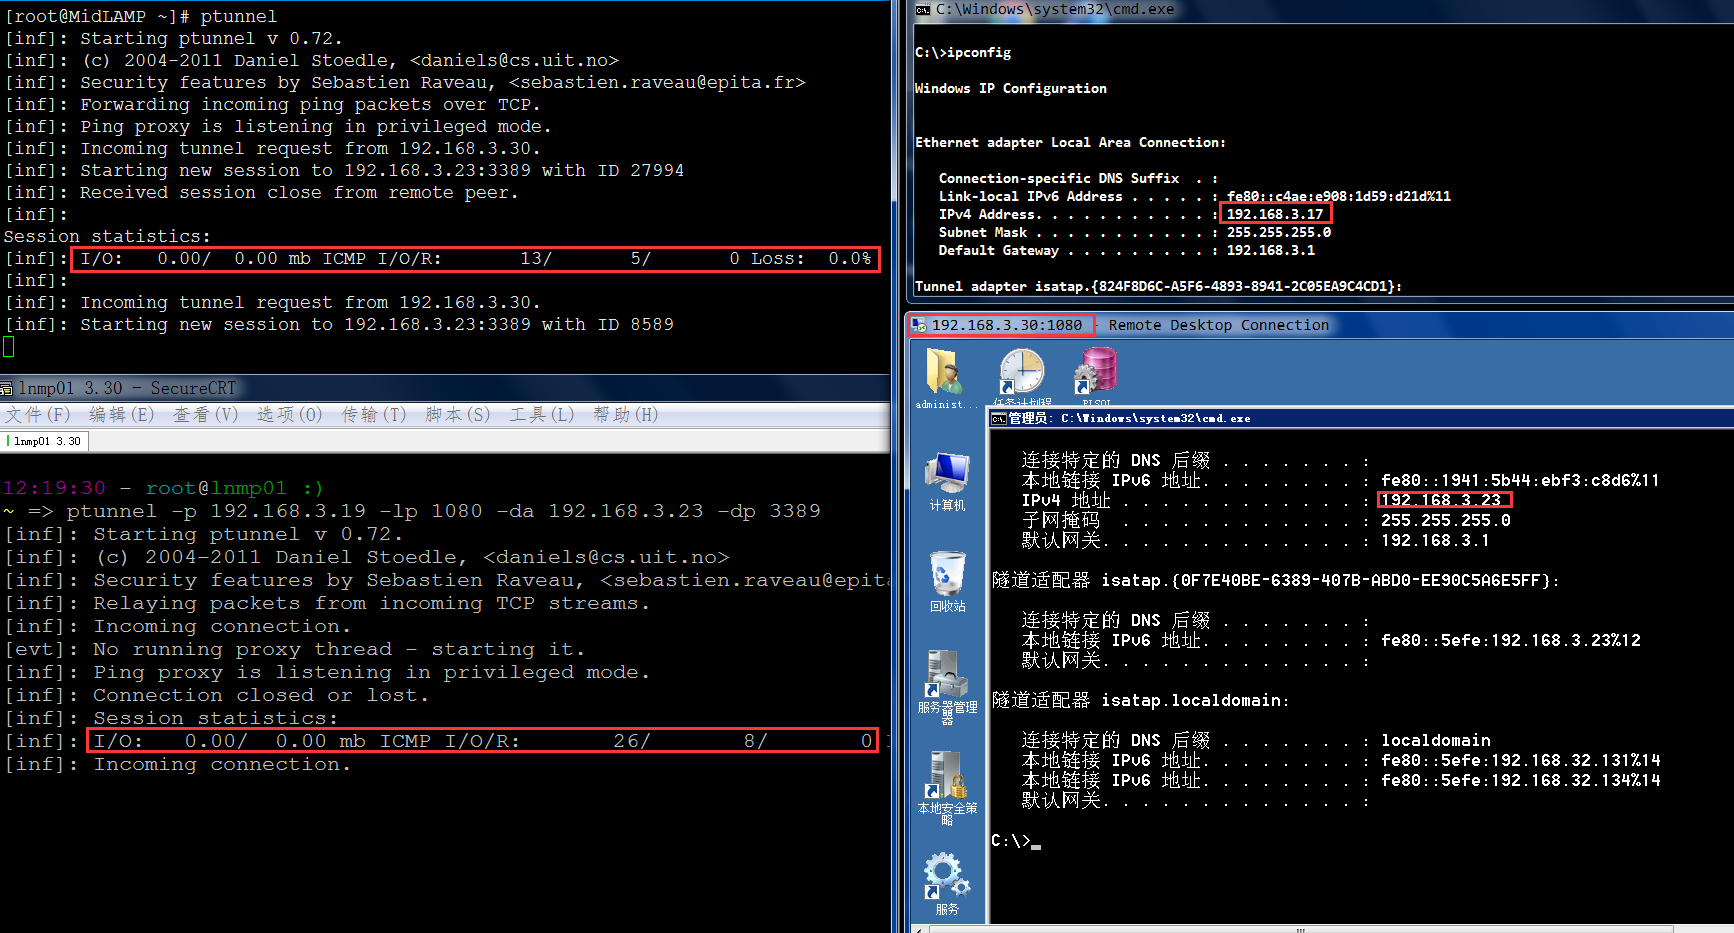 [root@MidLAMP ~]# ptunnel
[inf]: Starting ptunnel v 0.72.
[inf]: (c) 2004-2011 Daniel Stoedle, <daniels@cs.uit.no>
[inf]: Security features by Sebastien Raveau, <sebastien.raveau@epita.fr>
[inf]: Forwarding incoming ping packets over TCP.
[inf]: Ping proxy is listening in privileged mode.
[inf]: Incoming tunnel request from 192.168.3.30.
[inf]: Starting new session to 192.168.3.23:3389 with ID 27994
[inf]: Received session close from remote peer.
[inf]:
Session statistics:
[inf]: I/O:   0.00/  0.00 mb ICMP I/O/R:       13/       5/       0 Loss:  0.0%
[inf]:
[inf]: Incoming tunnel request from 192.168.3.30.
[inf]: Starting new session to 192.168.3.23:3389 with ID 8589
lnmp01 3.30 - SecureCRT
文件(F) 编辑(E) 查看(V) 选项(O) 传输(T) 脚本(S) 工具(L) 帮助(H)
lnmp01 3.30
12:19:30 - root@lnmp01 :)
~ => ptunnel -p 192.168.3.19 -lp 1080 -da 192.168.3.23 -dp 3389
[inf]: Starting ptunnel v 0.72.
[inf]: (c) 2004-2011 Daniel Stoedle, <daniels@cs.uit.no>
[inf]: Security features by Sebastien Raveau, <sebastien.raveau@epita
[inf]: Relaying packets from incoming TCP streams.
[inf]: Incoming connection.
[evt]: No running proxy thread - starting it.
[inf]: Ping proxy is listening in privileged mode.
[inf]: Connection closed or lost.
[inf]: Session statistics:
[inf]: I/O:   0.00/  0.00 mb ICMP I/O/R:       26/       8/       0
[inf]: Incoming connection.
C:\Windows\system32\cmd.exe
C:\>ipconfig
Windows IP Configuration
Ethernet adapter Local Area Connection:
Connection-specific DNS Suffix  . :
Link-local IPv6 Address . . . . . : fe80::c4ae:e908:1d59:d21d%11
IPv4 Address. . . . . . . . . . . : 192.168.3.17
Subnet Mask . . . . . . . . . . . : 255.255.255.0
Default Gateway . . . . . . . . . : 192.168.3.1
Tunnel adapter isatap.{824F8D6C-A5F6-4893-8941-2C05EA9C4CD1}:
192.168.3.30:1080 - Remote Desktop Connection
administ...
任务计划程
PLSQL
计算机
回收站
服务器管理
器
本地安全策
略
服务
管理员: C:\Windows\system32\cmd.exe
连接特定的 DNS 后缀 . . . . . . . :
本地链接 IPv6 地址. . . . . . . . : fe80::1941:5b44:ebf3:c8d6%11
IPv4 地址 . . . . . . . . . . . . : 192.168.3.23
子网掩码  . . . . . . . . . . . . : 255.255.255.0
默认网关. . . . . . . . . . . . . : 192.168.3.1
隧道适配器 isatap.{0F7E40BE-6389-407B-ABD0-EE90C5A6E5FF}:
连接特定的 DNS 后缀 . . . . . . . :
本地链接 IPv6 地址. . . . . . . . : fe80::5efe:192.168.3.23%12
默认网关. . . . . . . . . . . . . :
隧道适配器 isatap.localdomain:
连接特定的 DNS 后缀 . . . . . . . : localdomain
本地链接 IPv6 地址. . . . . . . . : fe80::5efe:192.168.32.131%14
本地链接 IPv6 地址. . . . . . . . : fe80::5efe:192.168.32.134%14
默认网关. . . . . . . . . . . . . :
C:\>